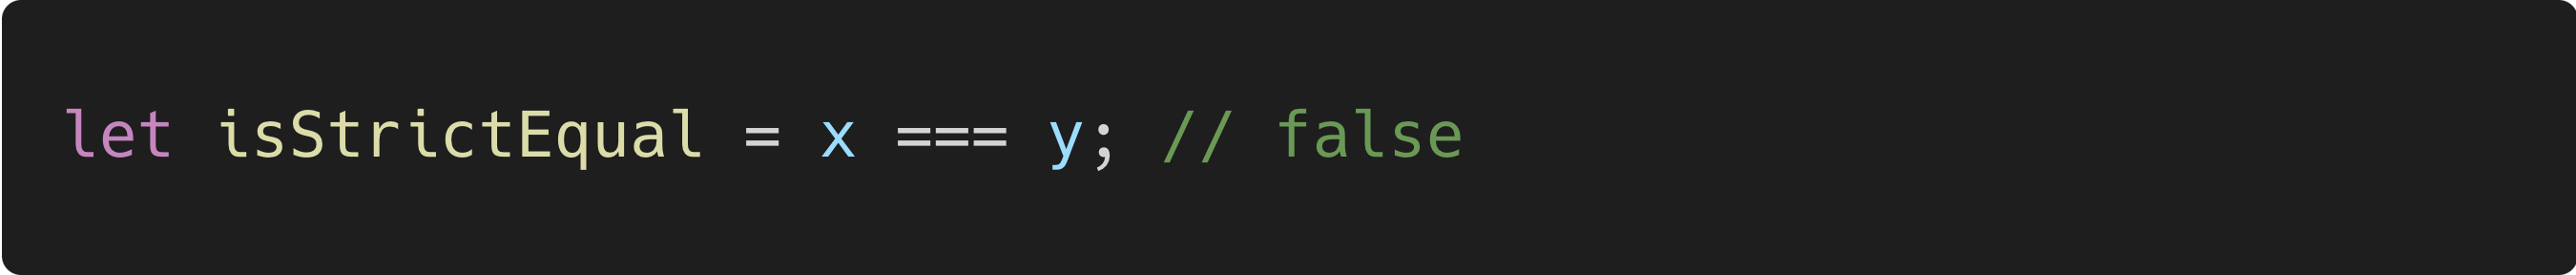 let isStrictEqual = x === y; // false